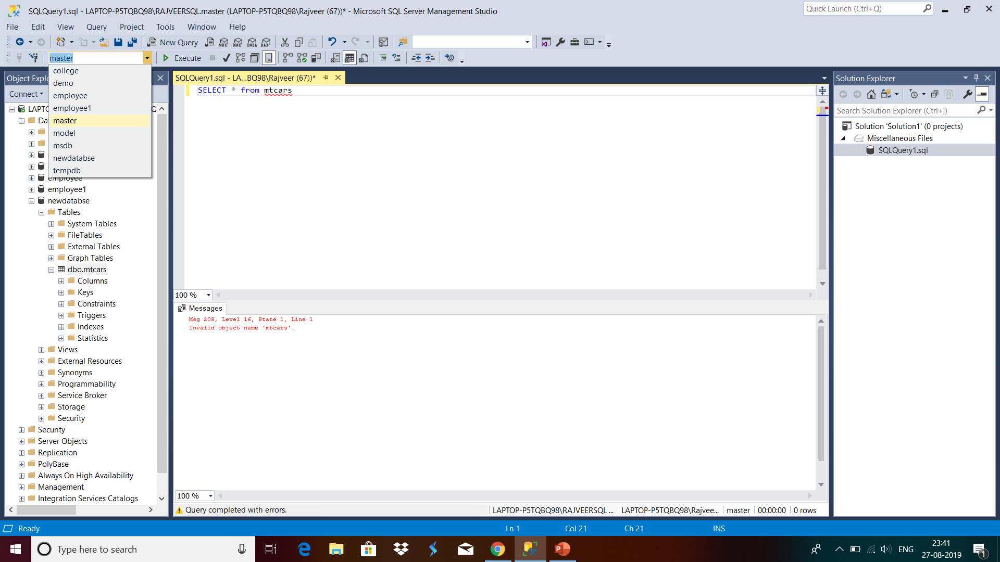 SQLQuery1.sql - LAPTOP-P5TQBQ98\RAJVEERSQL.master (LAPTOP-P5TQBQ98\Rajveer (67))* - Microsoft SQL Server Management Studio
Quick Launch (Ctrl+Q)
File Edit View Query Project Tools Window Help
New Query MDX DMX XMLA DAX
master
Execute
college
demo
employee
employee1
master
model
msdb
newdatabse
tempdb
Object Explo
Connect
LAPTO
Q
Da
employee
employee1
newdatabse
Tables
System Tables
FileTables
External Tables
Graph Tables
dbo.mtcars
Columns
Keys
Constraints
Triggers
Indexes
Statistics
Views
External Resources
Synonyms
Programmability
Service Broker
Storage
Security
Security
Server Objects
Replication
PolyBase
Always On High Availability
Management
Integration Services Catalogs
SQLQuery1.sql - LA...BQ98\Rajveer (67))*
SELECT * from mtcars
100 %
Messages
Msg 208, Level 16, State 1, Line 1
Invalid object name 'mtcars'.
100 %
Query completed with errors.
LAPTOP-P5TQBQ98\RAJVEERSQL ... LAPTOP-P5TQBQ98\Rajvee... master 00:00:00 0 rows
Solution Explorer
Search Solution Explorer (Ctrl+;)
Solution 'Solution1' (0 projects)
Miscellaneous Files
SQLQuery1.sql
Ready Ln 1 Col 21 Ch 21 INS
Type here to search
ENG
23:41
27-08-2019
1